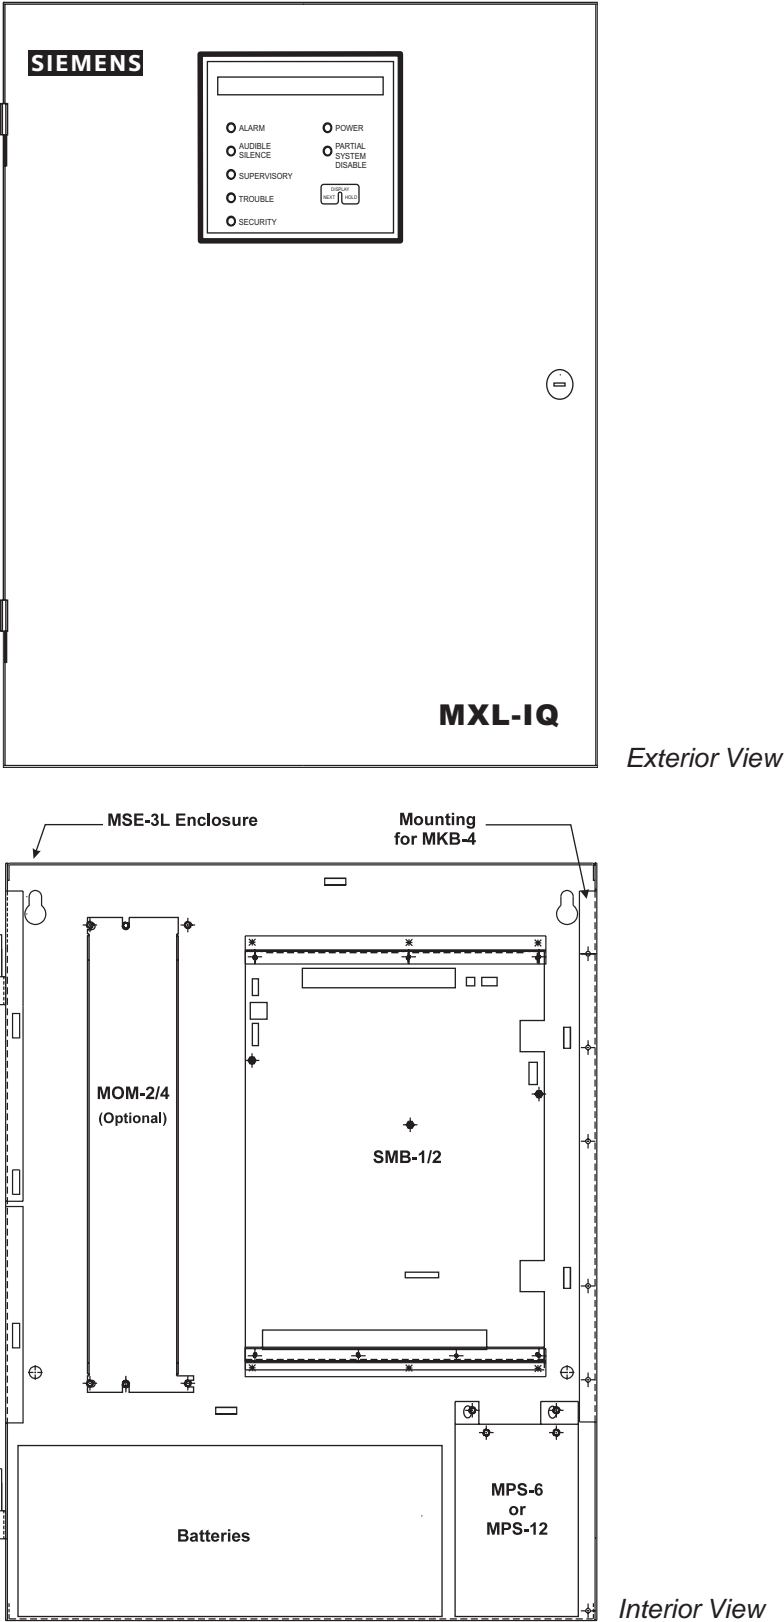 SIEMENS
ALARM
POWER
AUDIBLE
SILENCE
PARTIAL
SYSTEM
DISABLE
SUPERVISORY
DISPLAY
NEXT HOLD
TROUBLE
SECURITY
MXL-IQ
Exterior View
MSE-3L Enclosure
Mounting
for MKB-4
MOM-2/4
(Optional)
SMB-1/2
MPS-6
or
MPS-12
Batteries
Interior View